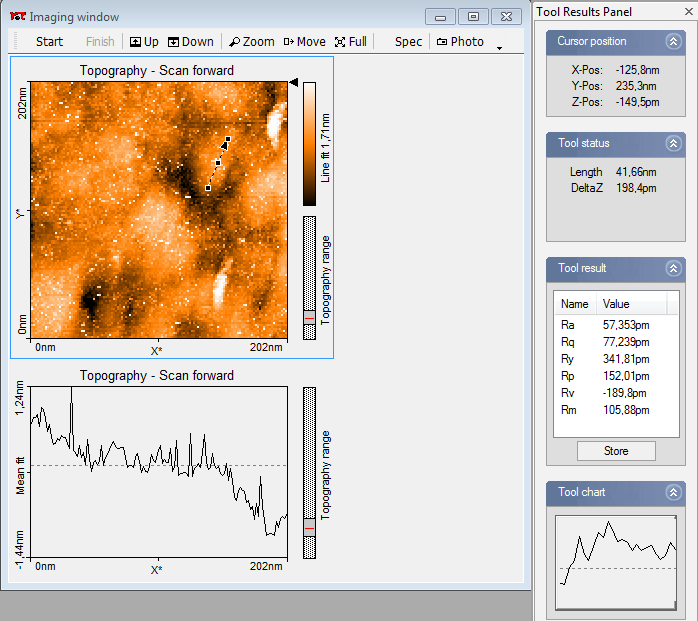 Imaging window
Start Finish Up Down Zoom Move Full Spec Photo
Topography - Scan forward
202nm
Y*
0nm
0nm X* 202nm
Line fit 1,71nm
Topography range
Topography - Scan forward
1,24nm
Mean fit
-1,44nm
0nm X* 202nm
Topography range
Tool Results Panel
Cursor position
X-Pos: -125,8nm
Y-Pos: 235,3nm
Z-Pos: -149,5pm
Tool status
Length 41,66nm
DeltaZ 198,4pm
Tool result
Name Value
Ra 57,353pm
Rq 77,239pm
Ry 341,81pm
Rp 152,01pm
Rv -189,8pm
Rm 105,88pm
Store
Tool chart